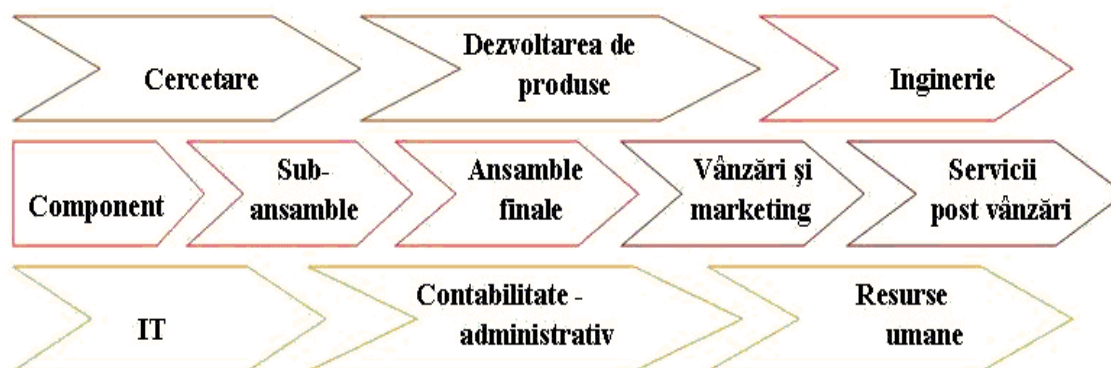 Cercetare
Dezvoltarea de
produse
Inginerie
Component
Sub-
ansamble
Ansamble
finale
Vânzări și
marketing
Servicii
post vânzări
IT
Contabilitate -
administrativ
Resurse
umane